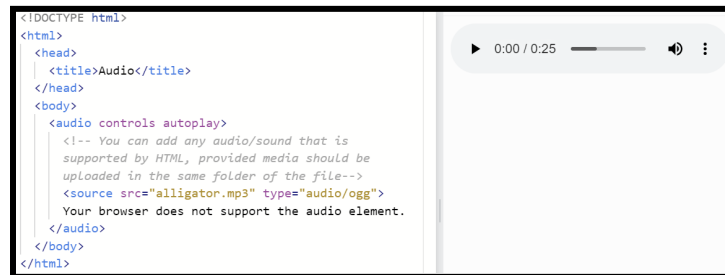 <!DOCTYPE html>
<html>
<head>
<title>Audio</title>
</head>
<body>
<audio controls autoplay>
<!-- You can add any audio/sound that is
supported by HTML, provided media should be
uploaded in the same folder of the file-->
<source src="alligator.mp3" type="audio/ogg">
Your browser does not support the audio element.
</audio>
</body>
</html>
0:00 / 0:25